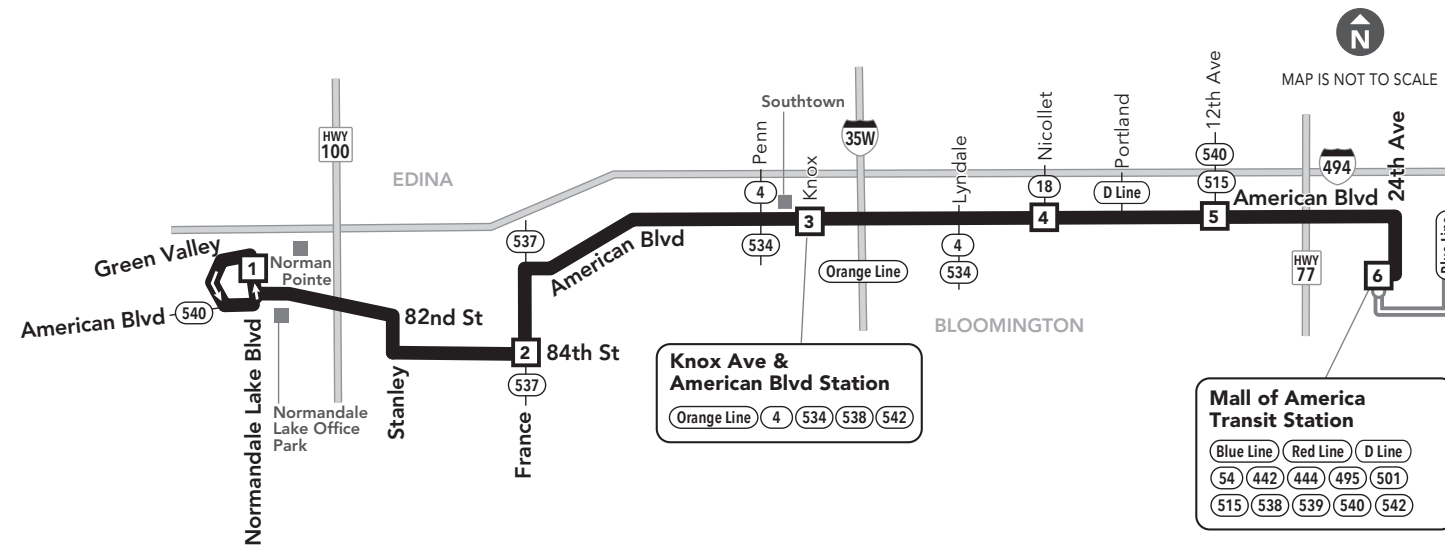 N
MAP IS NOT TO SCALE
HWY
100
EDINA
Southtown
Penn
4
534
Knox
3
35W
Orange Line
Lyndale
4
534
Nicollet
18
4
Portland
D Line
12th Ave
540
515
5
American Blvd
494
24th Ave
HWY
77
6
Blue Line
Green Valley
1
Norman
Pointe
American Blvd
540
Normandale Lake Blvd
Normandale
Lake Office
Park
82nd St
Stanley
537
2
84th St
537
France
American Blvd
BLOOMINGTON
Knox Ave &
American Blvd Station
Orange Line 4 534 538 542
Mall of America
Transit Station
Blue Line Red Line D Line
54 442 444 495 501
515 538 539 540 542